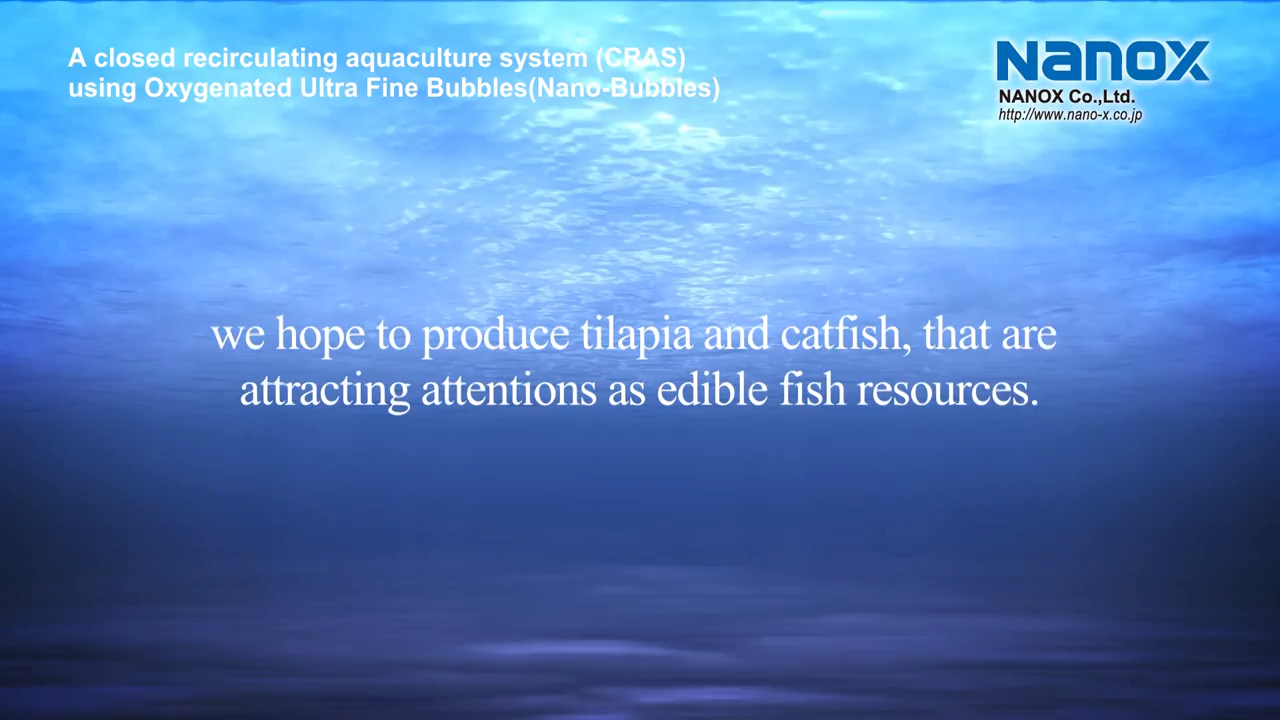 A closed recirculating aquaculture system (CRAS)
using Oxygenated Ultra Fine Bubbles(Nano-Bubbles)
Nanox
NANOX Co.,Ltd.
http://www.nano-x.co.jp
we hope to produce tilapia and catfish, that are
attracting attentions as edible fish resources.